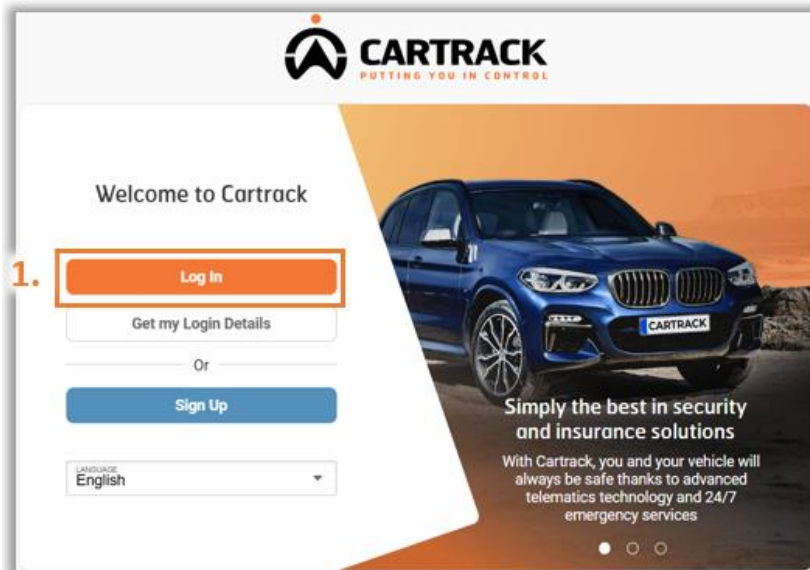 CARTRACK
PUTTING YOU IN CONTROL
Welcome to Cartrack
1.
Log In
Get my Login Details
Or
Sign Up
LANGUAGE
English
CARTRACK
Simply the best in security
and insurance solutions
With Cartrack, you and your vehicle will
always be safe thanks to advanced
telematics technology and 24/7
emergency services